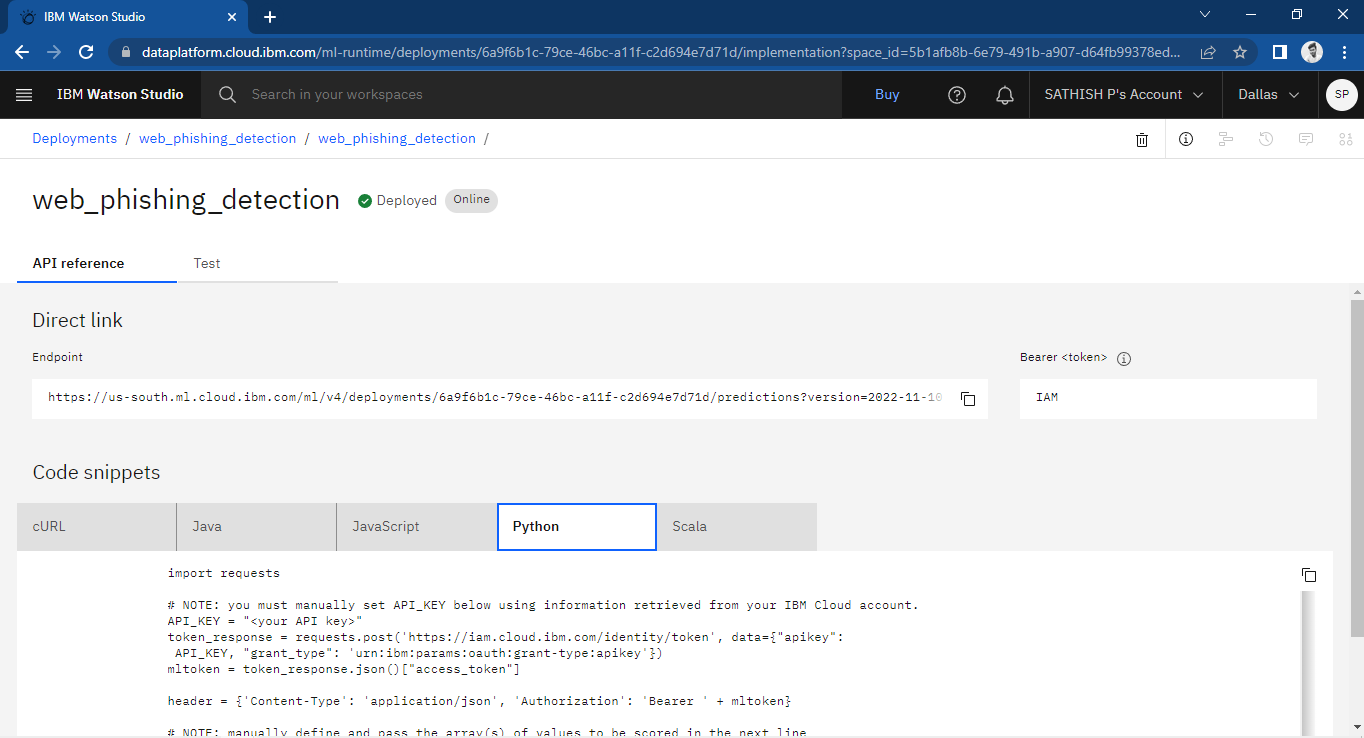 IBM Watson Studio
dataplatform.cloud.ibm.com/ml-runtime/deployments/6a9f6b1c-79ce-46bc-a11f-c2d694e7d71d/implementation?space_id=5b1afb8b-6e79-491b-a907-d64fb99378ed...
IBM Watson Studio
Search in your workspaces
Buy
SATHISH P's Account
Dallas
SP
Deployments / web_phishing_detection / web_phishing_detection /
web_phishing_detection
Deployed
Online
API reference
Test
Direct link
Endpoint
Bearer <token>
https://us-south.ml.cloud.ibm.com/ml/v4/deployments/6a9f6b1c-79ce-46bc-a11f-c2d694e7d71d/predictions?version=2022-11-10
IAM
Code snippets
cURL
Java
JavaScript
Python
Scala
import requests
# NOTE: you must manually set API_KEY below using information retrieved from your IBM Cloud account.
API_KEY = "<your API key>"
token_response = requests.post('https://iam.cloud.ibm.com/identity/token', data={"apikey":
API_KEY, "grant_type": 'urn:ibm:params:oauth:grant-type:apikey'})
mltoken = token_response.json()["access_token"]
header = {'Content-Type': 'application/json', 'Authorization': 'Bearer ' + mltoken}
# NOTE: manually define and pass the array(s) of values to be scored in the next line